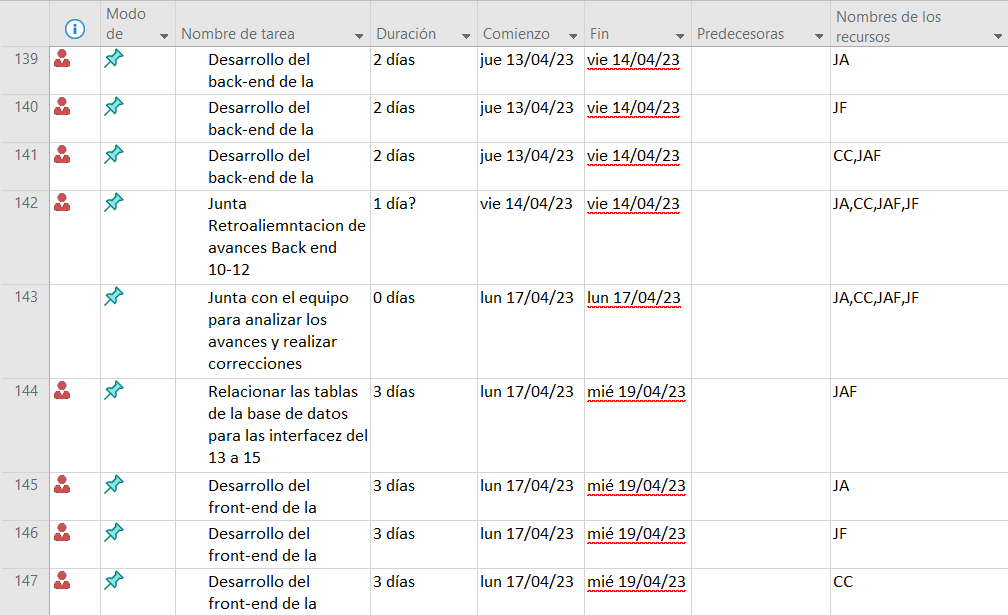 Modo de
Nombre de tarea
Duración
Comienzo
Fin
Predecesoras
Nombres de los recursos
139
Desarrollo del
back-end de la
2 días
jue 13/04/23
vie 14/04/23
JA
140
Desarrollo del
back-end de la
2 días
jue 13/04/23
vie 14/04/23
JF
141
Desarrollo del
back-end de la
2 días
jue 13/04/23
vie 14/04/23
CC,JAF
142
Junta
Retroaliemntacion de
avances Back end
10-12
1 día?
vie 14/04/23
vie 14/04/23
JA,CC,JAF,JF
143
Junta con el equipo
para analizar los
avances y realizar
correcciones
0 días
lun 17/04/23
lun 17/04/23
JA,CC,JAF,JF
144
Relacionar las tablas
de la base de datos
para las interfacez del
13 a 15
3 días
lun 17/04/23
mié 19/04/23
JAF
145
Desarrollo del
front-end de la
3 días
lun 17/04/23
mié 19/04/23
JA
146
Desarrollo del
front-end de la
3 días
lun 17/04/23
mié 19/04/23
JF
147
Desarrollo del
front-end de la
3 días
lun 17/04/23
mié 19/04/23
CC